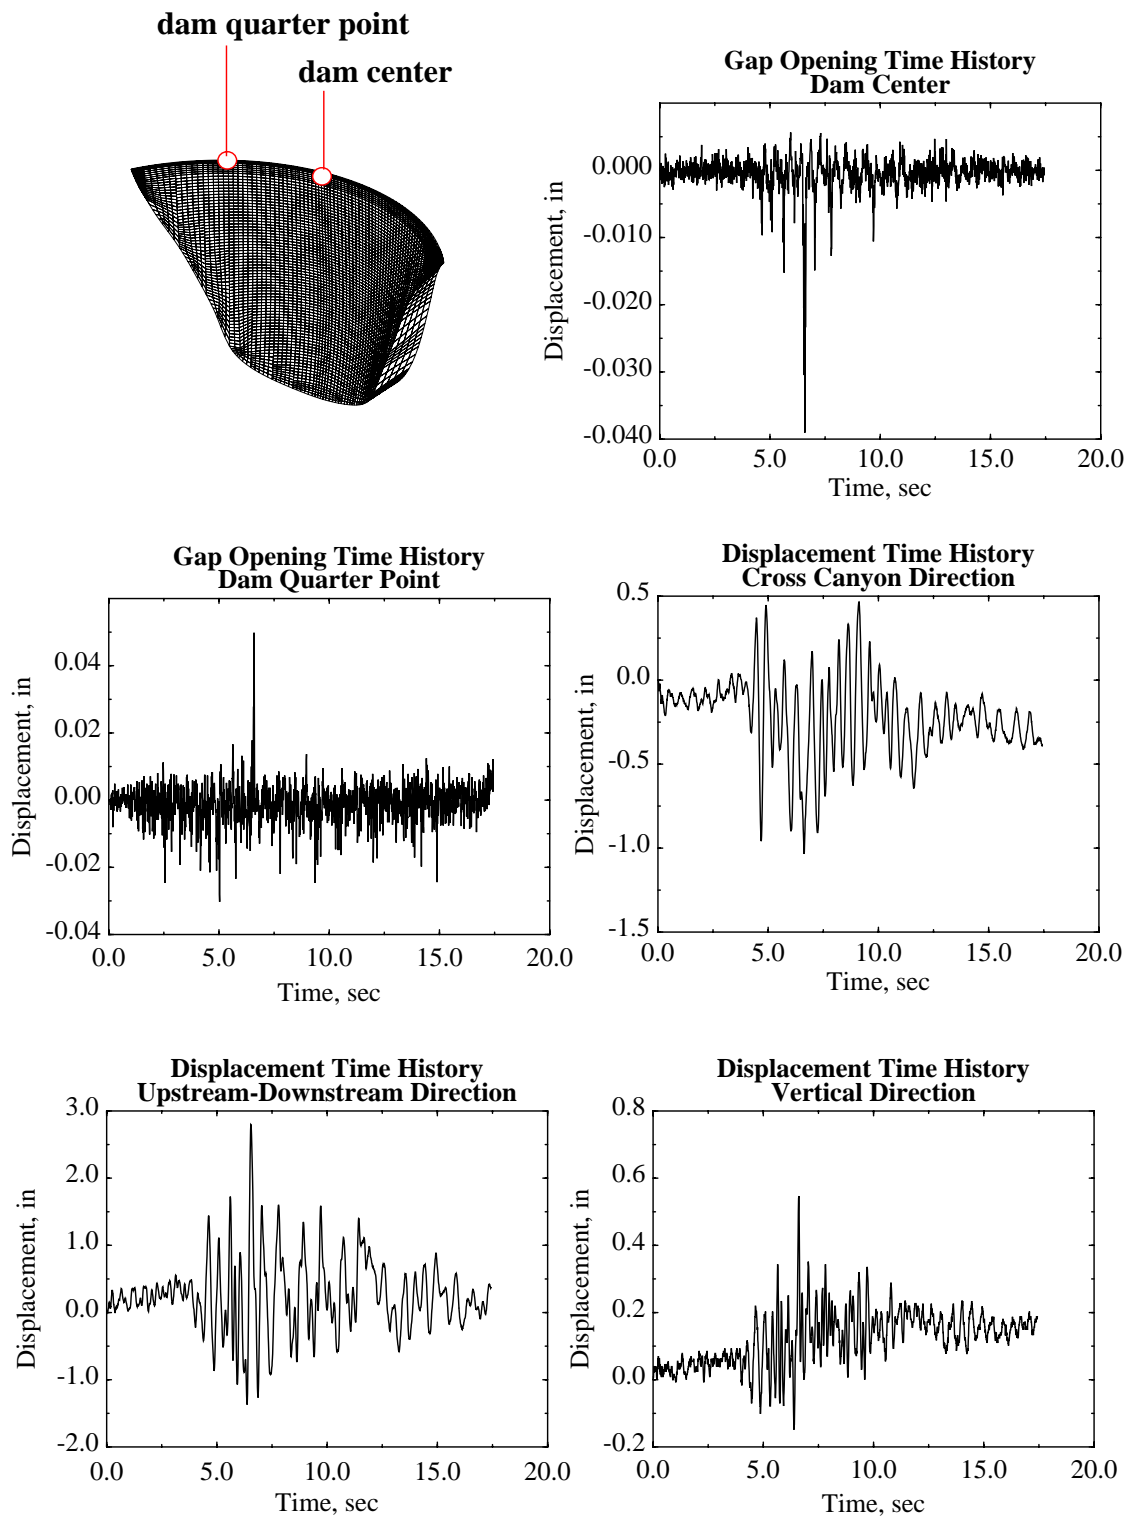 dam quarter point
dam center
Gap Opening Time History
Dam Center
0.000
-0.010
-0.020
-0.030
-0.040
Displacement, in
0.0 5.0 10.0 15.0 20.0
Time, sec
Gap Opening Time History
Dam Quarter Point
0.04
0.02
0.00
-0.02
-0.04
Displacement, in
0.0 5.0 10.0 15.0 20.0
Time, sec
Displacement Time History
Cross Canyon Direction
0.5
0.0
-0.5
-1.0
-1.5
Displacement, in
0.0 5.0 10.0 15.0 20.0
Time, sec
Displacement Time History
Upstream-Downstream Direction
3.0
2.0
1.0
0.0
-1.0
-2.0
Displacement, in
0.0 5.0 10.0 15.0 20.0
Time, sec
Displacement Time History
Vertical Direction
0.8
0.6
0.4
0.2
0.0
-0.2
Displacement, in
0.0 5.0 10.0 15.0 20.0
Time, sec